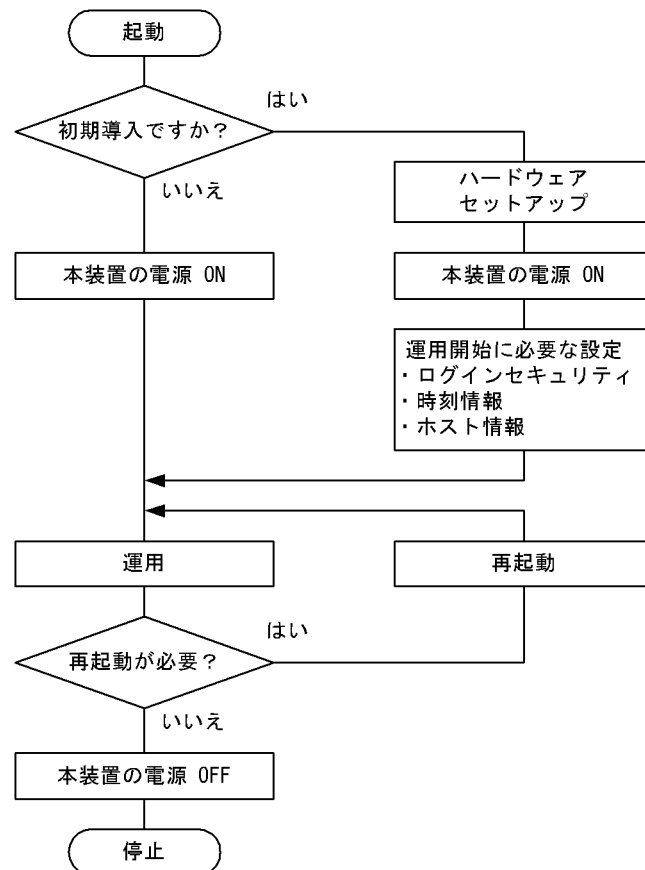 起動
初期導入ですか？
はい
いいえ
ハードウェア
セットアップ
本装置の電源 ON
本装置の電源 ON
運用開始に必要な設定
・ログインセキュリティ
・時刻情報
・ホスト情報
運用
再起動
再起動が必要？
はい
いいえ
本装置の電源 OFF
停止